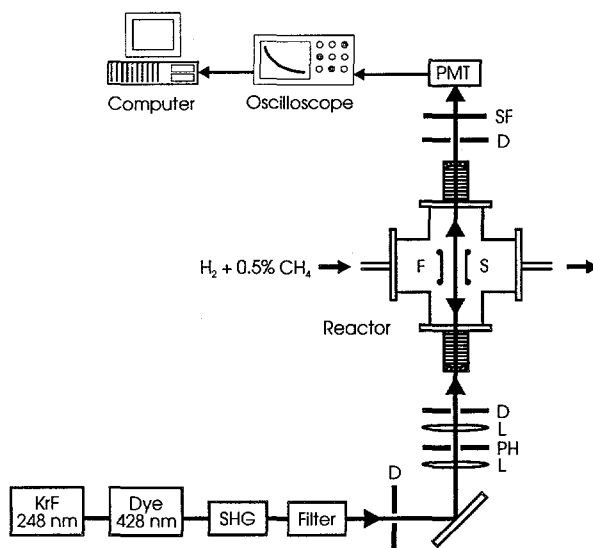 Computer
Oscilloscope
PMT
SF
D
H₂ + 0.5% CH₄
F
S
Reactor
D
L
PH
L
D
KrF
248 nm
Dye
428 nm
SHG
Filter